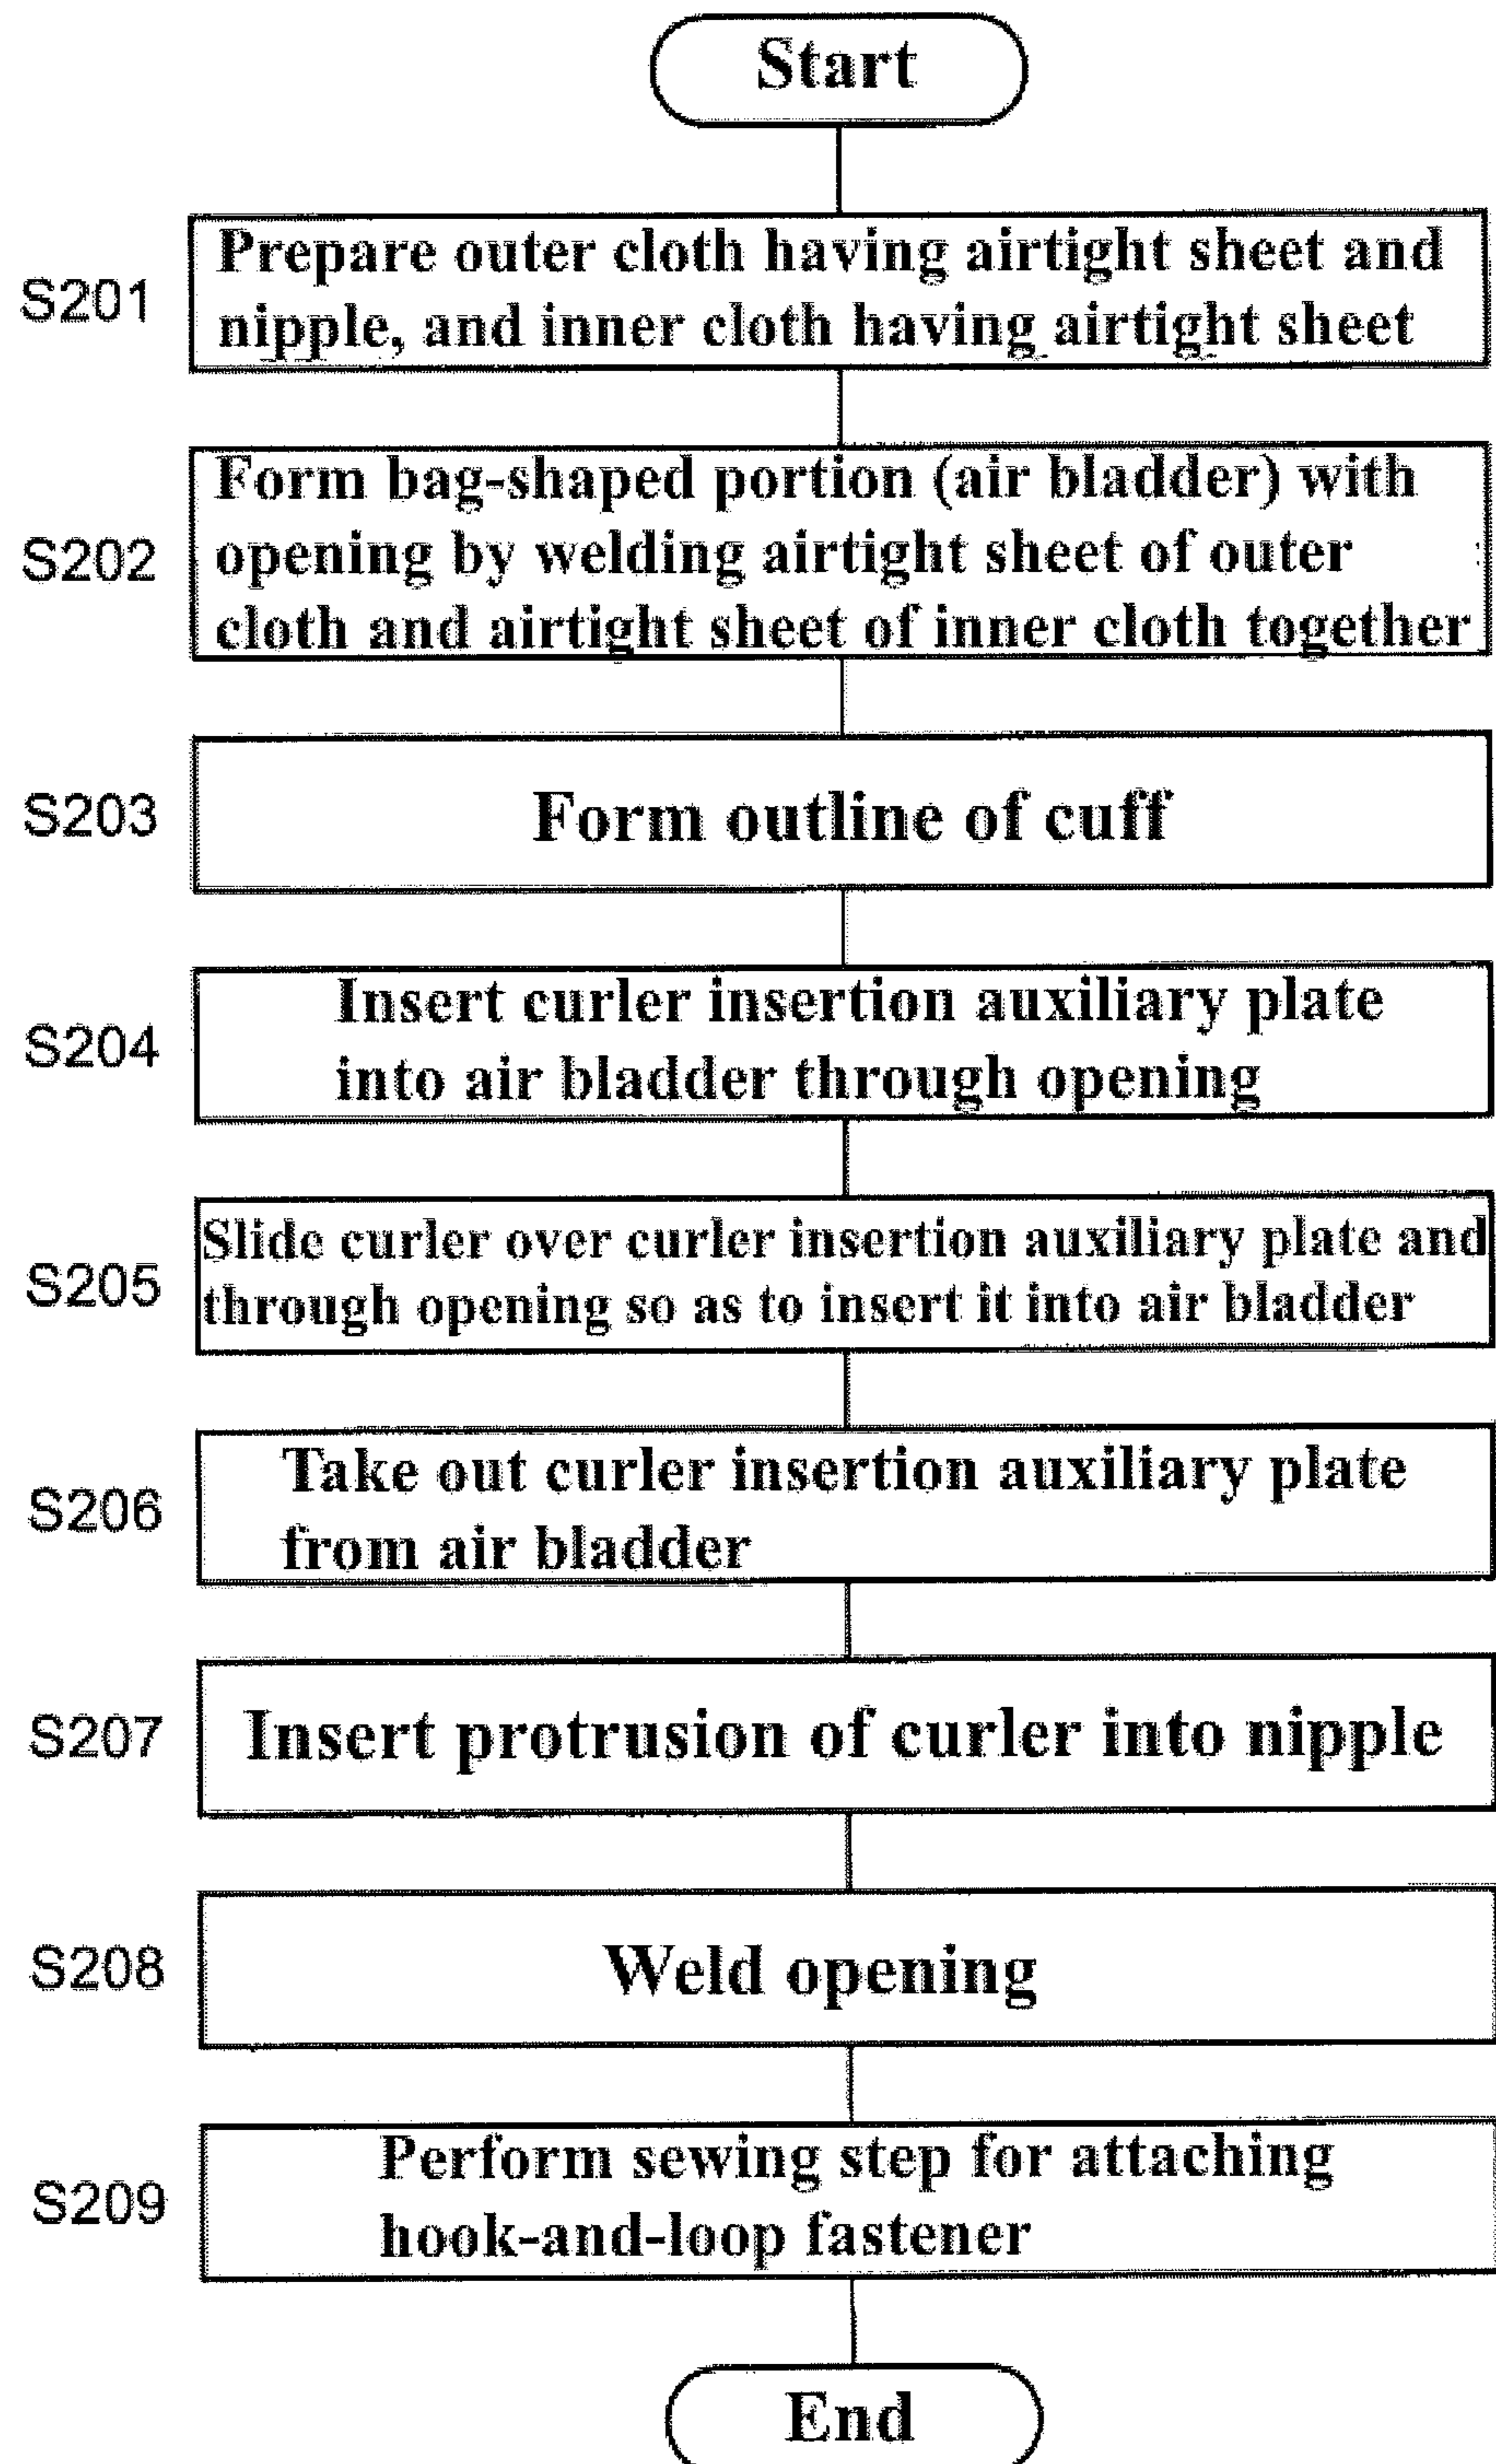 Start
S201
Prepare outer cloth having airtight sheet and
nipple, and inner cloth having airtight sheet
S202
Form bag-shaped portion (air bladder) with
opening by welding airtight sheet of outer
cloth and airtight sheet of inner cloth together
S203
Form outline of cuff
S204
Insert curler insertion auxiliary plate
into air bladder through opening
S205
Slide curler over curler insertion auxiliary plate and
through opening so as to insert it into air bladder
S206
Take out curler insertion auxiliary plate
from air bladder
S207
Insert protrusion of curler into nipple
S208
Weld opening
S209
Perform sewing step for attaching
hook-and-loop fastener
End